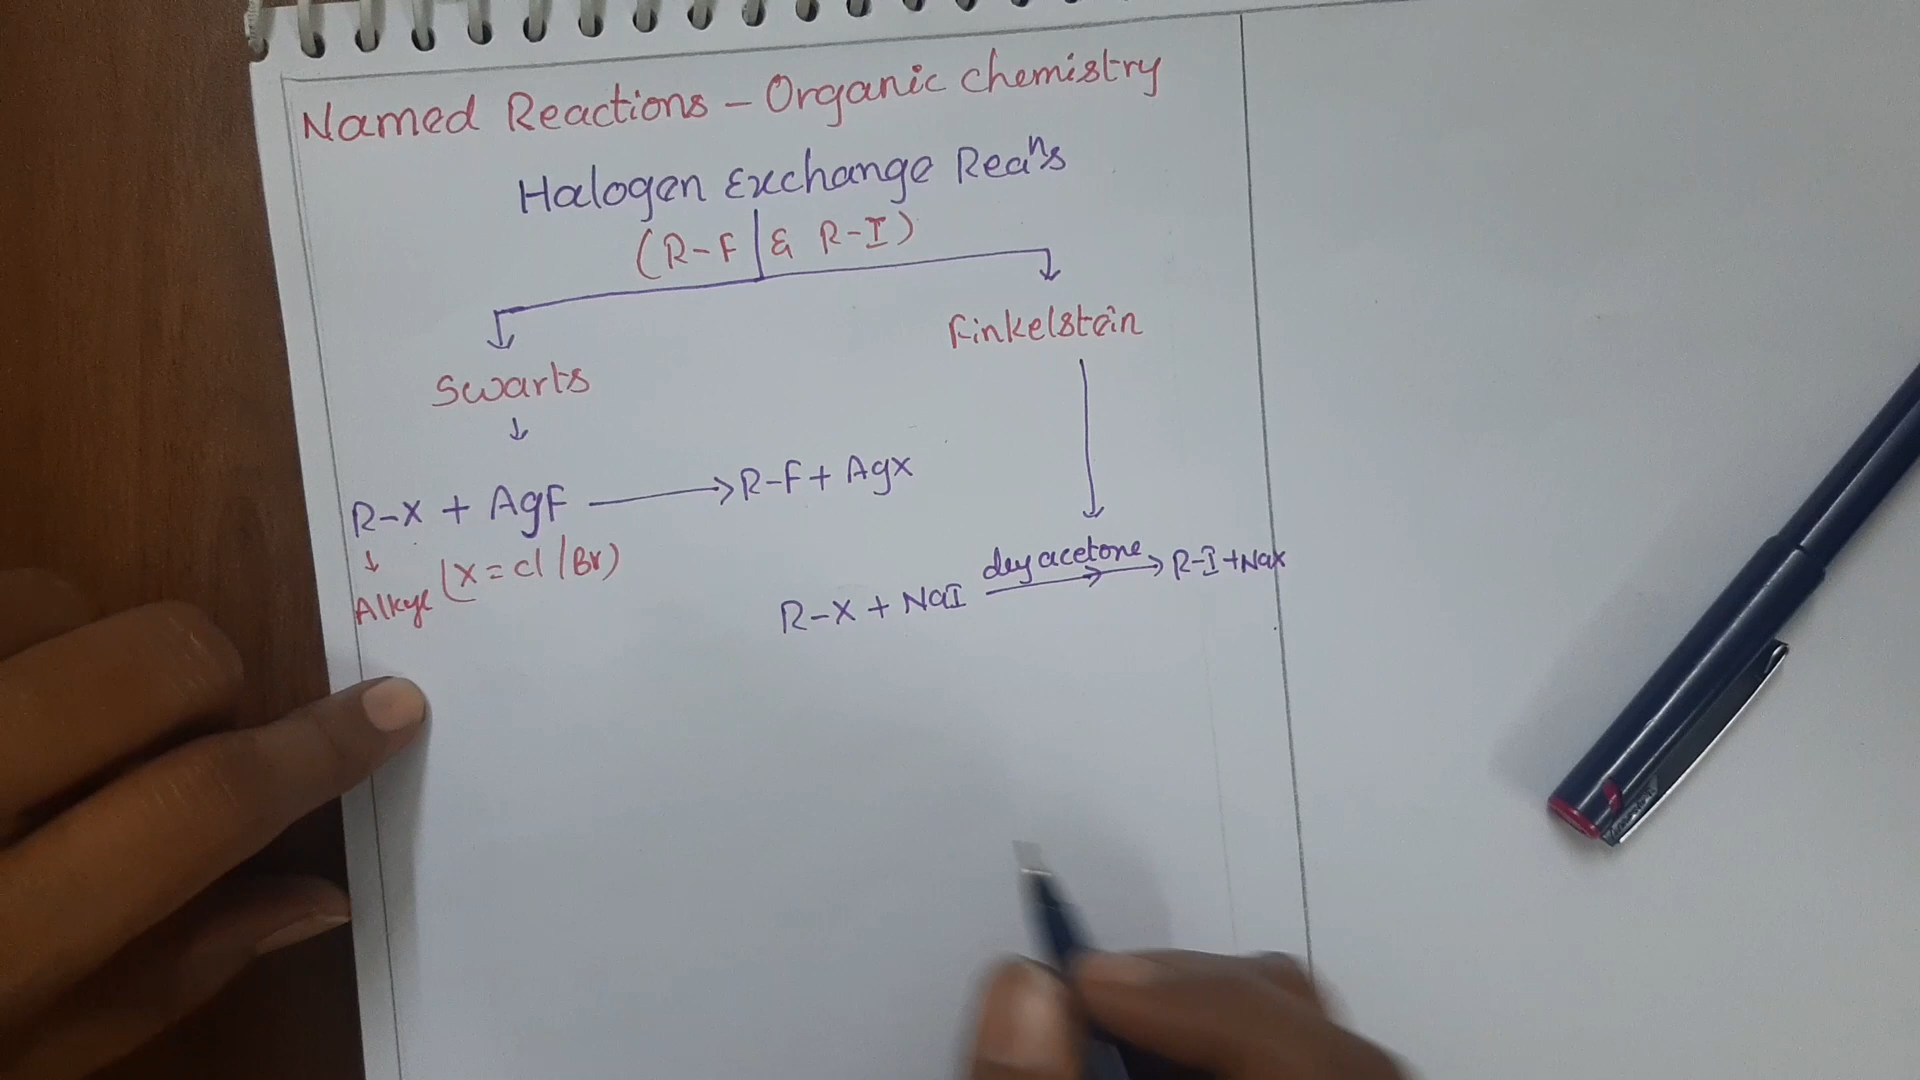 Named Reactions - Organic chemistry
Halogen Exchange Reaⁿs
(R-F & R-I)
Swarts
Finkelstein
R-X + AgF → R-F + AgX
Alkyl (X = Cl / Br)
R-X + NaI dry acetone → R-I + NaX